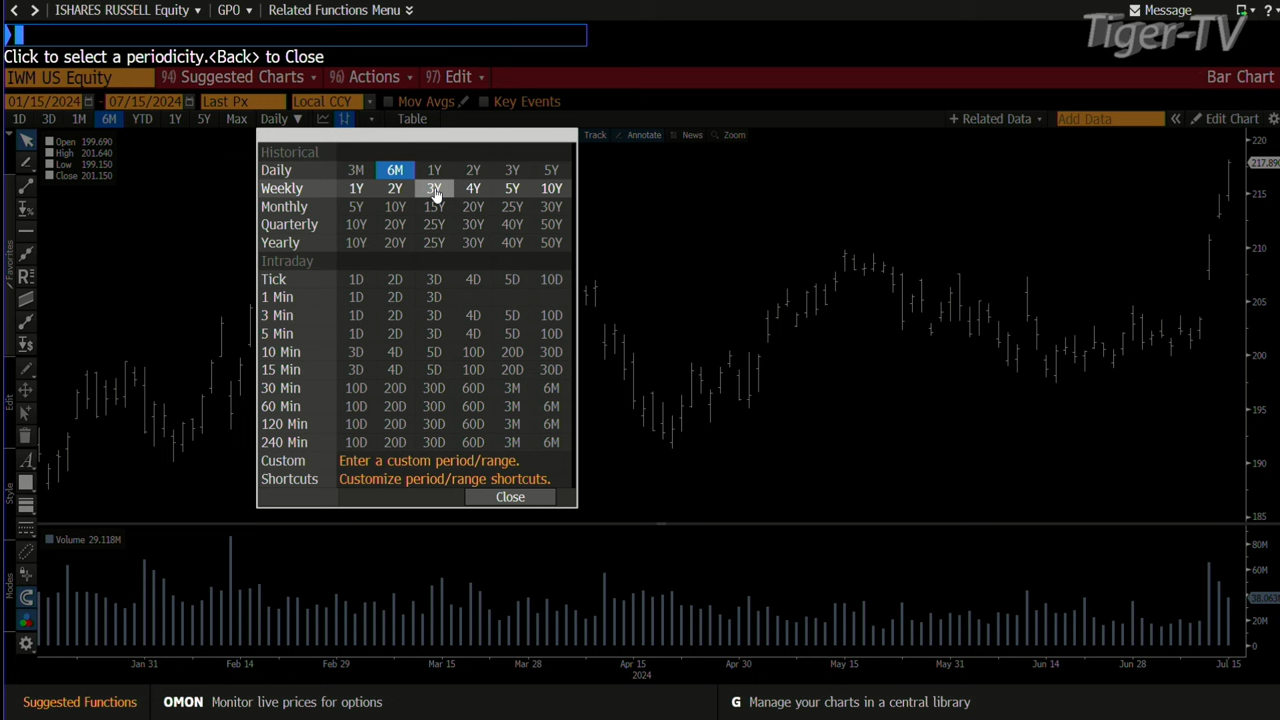 ISHARES RUSSELL Equity GPO Related Functions Menu Message ?
Tiger-TV
Click to select a periodicity.<Back> to Close
IWM US Equity 94) Suggested Charts 96) Actions 97) Edit Bar Chart
01/15/2024 - 07/15/2024 Last Px Local CCY Mov Avgs Key Events
1D 3D 1M 6M YTD 1Y 5Y Max Daily Table + Related Data Add Data Edit Chart
Track Annotate News Zoom
Open 199.690
High 201.640
Low 199.150
Close 201.150
Historical
Daily 3M 6M 1Y 2Y 3Y 5Y
Weekly 1Y 2Y 3Y 4Y 5Y 10Y
Monthly 5Y 10Y 15Y 20Y 25Y 30Y
Quarterly 10Y 20Y 25Y 30Y 40Y 50Y
Yearly 10Y 20Y 25Y 30Y 40Y 50Y
Intraday
Tick 1D 2D 3D 4D 5D 10D
1 Min 1D 2D 3D
3 Min 1D 2D 3D 4D 5D 10D
5 Min 1D 2D 3D 4D 5D 10D
10 Min 3D 4D 5D 10D 20D 30D
15 Min 3D 4D 5D 10D 20D 30D
30 Min 10D 20D 30D 60D 3M 6M
60 Min 10D 20D 30D 60D 3M 6M
120 Min 10D 20D 30D 60D 3M 6M
240 Min 10D 20D 30D 60D 3M 6M
Custom Enter a custom period/range.
Shortcuts Customize period/range shortcuts.
Close
220
217.890
210
205
200
195
190
185
Favorites
Edit
Style
Modes
Volume 29.118M
80M
60M
20M
0
Jan 31 Feb 14 Feb 29 Mar 15 Mar 28 Apr 15 Apr 30 May 15 May 31 Jun 14 Jun 28 Jul 15
2024
Suggested Functions OMON Monitor live prices for options G Manage your charts in a central library